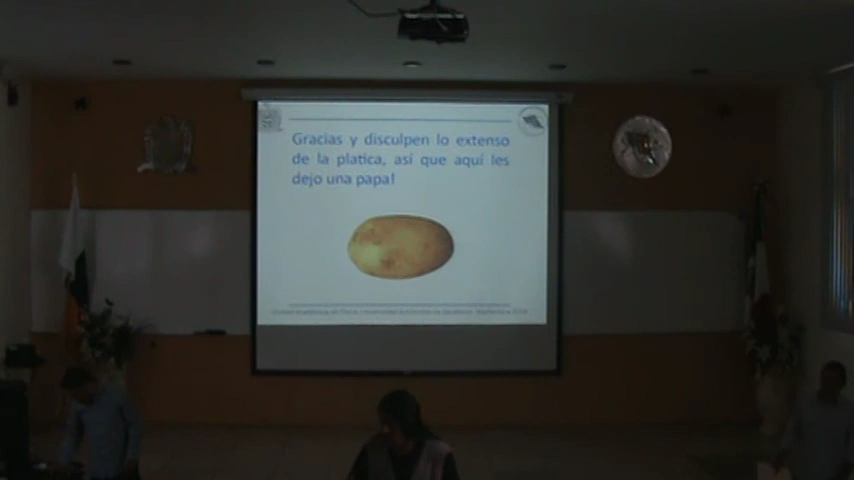 Gracias y disculpen lo extenso
de la platica, así que aquí les
dejo una papa!